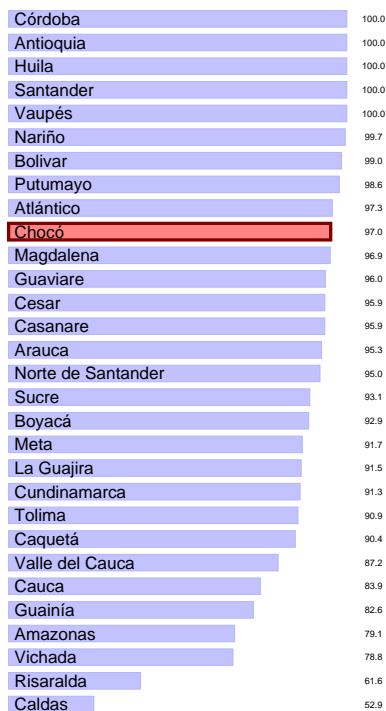 Córdoba 100.0
Antioquia 100.0
Huila 100.0
Santander 100.0
Vaupés 100.0
Nariño 99.7
Bolivar 99.0
Putumayo 98.6
Atlántico 97.3
Chocó 97.0
Magdalena 96.9
Guaviare 96.0
Cesar 95.9
Casanare 95.9
Arauca 95.3
Norte de Santander 95.0
Sucre 93.1
Boyacá 92.9
Meta 91.7
La Guajira 91.5
Cundinamarca 91.3
Tolima 90.9
Caquetá 90.4
Valle del Cauca 87.2
Cauca 83.9
Guainía 82.6
Amazonas 79.1
Vichada 78.8
Risaralda 61.6
Caldas 52.9